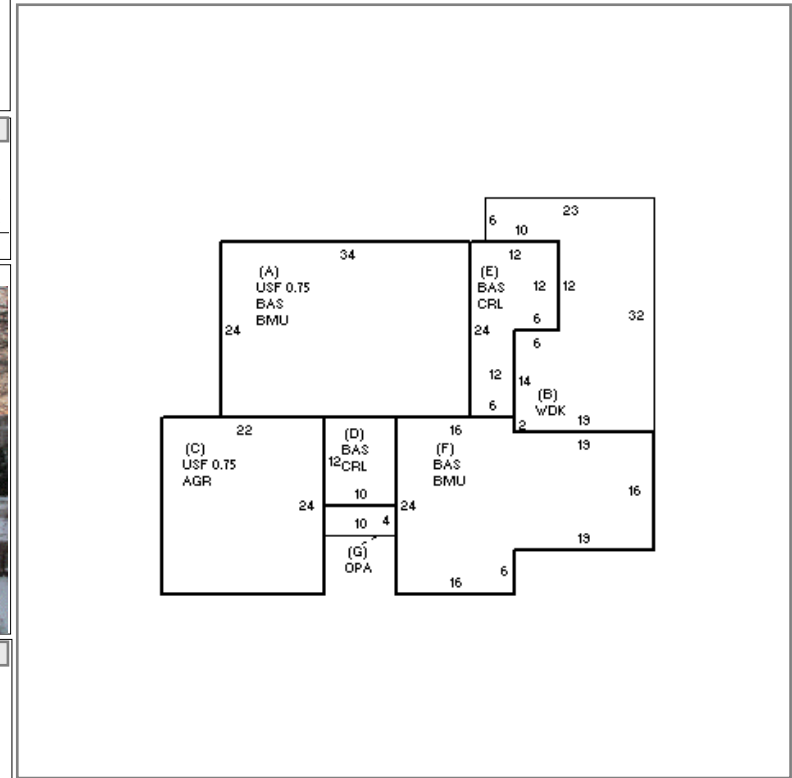 23
6
10
34
12
(A)
USF 0.75
BAS
BMU
(E)
BAS
CRL
12
12
32
24
24
6
6
12
14
(B)
WDK
6
2
19
22
16
19
(C)
USF 0.75
AGR
(D)
BAS
12 CRL
(F)
BAS
BMU
10
16
24
24
10
4
19
(G)
OPA
6
16